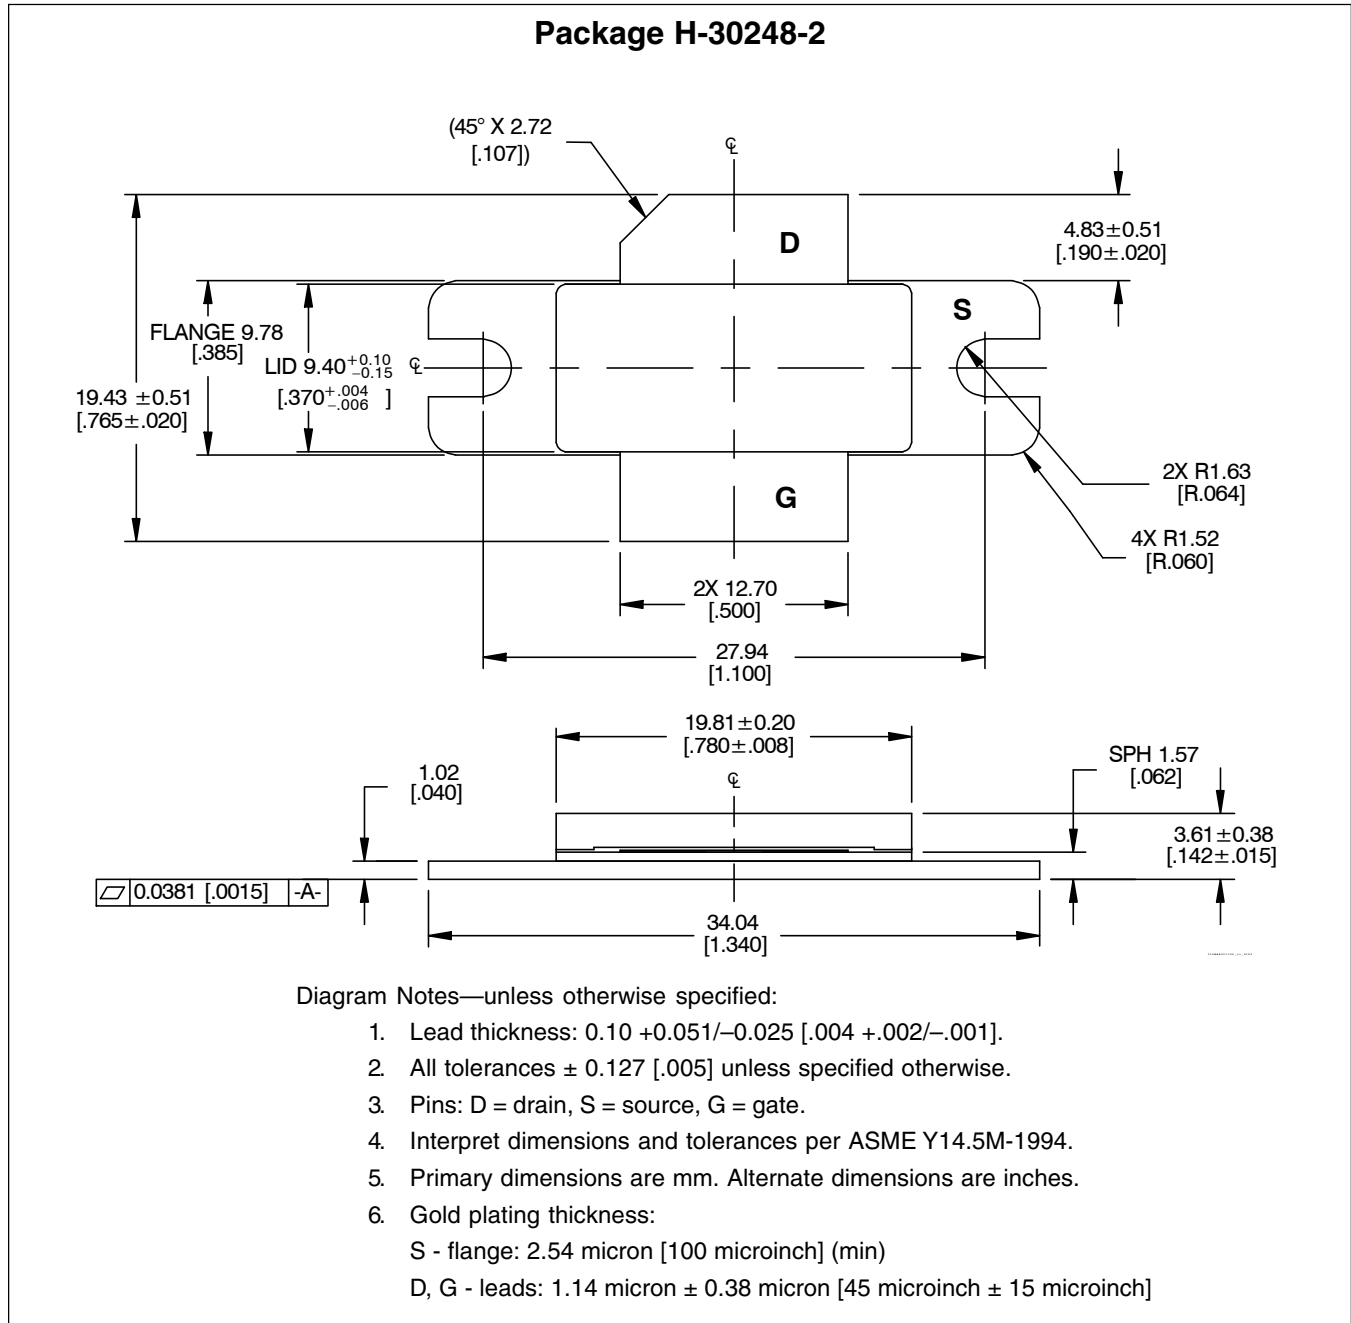 Package H-30248-2
(45° X 2.72
[.107])
℄
4.83±0.51
[.190±.020]
D
S
FLANGE 9.78
[.385]
LID 9.40 +0.10 −0.15
℄
[.370 +.004 −.006 ]
19.43 ±0.51
[.765±.020]
2X R1.63
[R.064]
G
4X R1.52
[R.060]
2X 12.70
[.500]
27.94
[1.100]
19.81±0.20
[.780±.008]
SPH 1.57
[.062]
1.02
[.040]
℄
3.61±0.38
[.142±.015]
⏥ 0.0381 [.0015] -A-
34.04
[1.340]
Diagram Notes—unless otherwise specified:
1. Lead thickness: 0.10 +0.051/–0.025 [.004 +.002/–.001].
2. All tolerances ± 0.127 [.005] unless specified otherwise.
3. Pins: D = drain, S = source, G = gate.
4. Interpret dimensions and tolerances per ASME Y14.5M-1994.
5. Primary dimensions are mm. Alternate dimensions are inches.
6. Gold plating thickness:
S - flange: 2.54 micron [100 microinch] (min)
D, G - leads: 1.14 micron ± 0.38 micron [45 microinch ± 15 microinch]